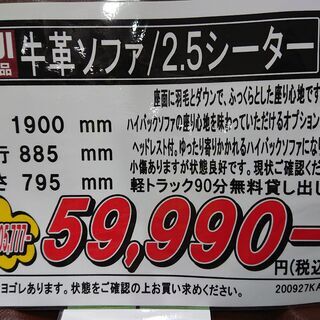 品 牛革ソファ/2.5シーター
座面に羽毛とダウンで、ふっくらとした座り心地です
1900 mm
ハイバックソファの座り心地を味わっていただけるオプション
行 885 mm
ヘッドレスト付。ゆったり寄りかかれるハイバックソファにな
小傷ありますが状態良好です。現状ご確認
さ 795 mm
軽トラック90分無料貸し出し
59,990-
円(税込
ヨゴレあります。状態をご確認の上お買い求めください。
200927KA